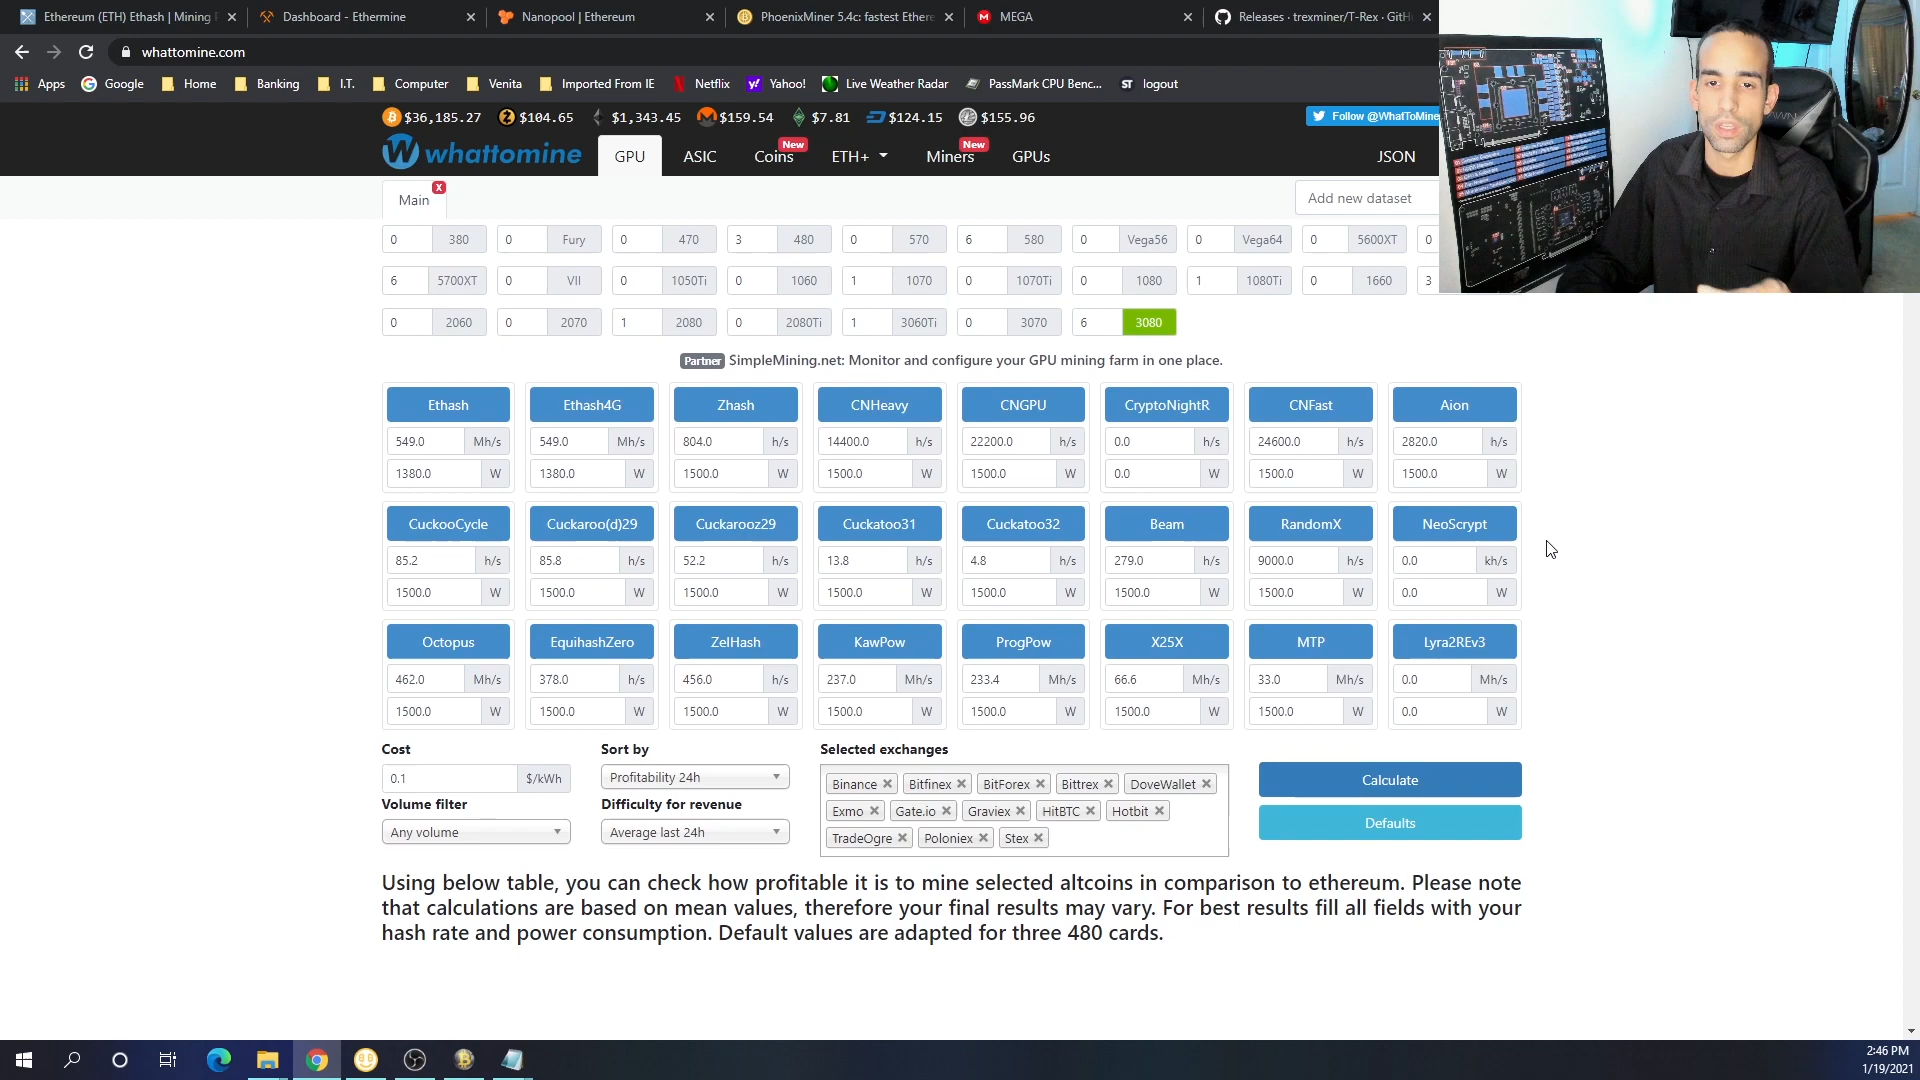 Ethereum (ETH) Ethash | Mining
Dashboard - Ethermine
Nanopool | Ethereum
PhoenixMiner 5.4c: fastest Ethere
MEGA
Releases · trexminer/T-Rex · GitH
whattomine.com
Apps Google Home Banking I.T. Computer Venita Imported From IE Netflix Yahoo! Live Weather Radar PassMark CPU Benc... ST logout
$36,185.27 $104.65 $1,343.45 $159.54 $7.81 $124.15 $155.96
Follow @WhatToMine
whattomine GPU ASIC Coins New ETH+ Miners New GPUs JSON
Main x Add new dataset
0 380 0 Fury 0 470 3 480 0 570 6 580 0 Vega56 0 Vega64 0 5600XT 0
6 5700XT 0 VII 0 1050Ti 0 1060 1 1070 0 1070Ti 0 1080 1 1080Ti 0 1660 3
0 2060 0 2070 1 2080 0 2080Ti 1 3060Ti 0 3070 6 3080
Partner SimpleMining.net: Monitor and configure your GPU mining farm in one place.
Ethash Ethash4G Zhash CNHeavy CNGPU CryptoNightR CNFast Aion
549.0 Mh/s 549.0 Mh/s 804.0 h/s 14400.0 h/s 22200.0 h/s 0.0 h/s 24600.0 h/s 2820.0 h/s
1380.0 W 1380.0 W 1500.0 W 1500.0 W 1500.0 W 0.0 W 1500.0 W 1500.0 W
CuckooCycle Cuckaroo(d)29 Cuckarooz29 Cuckatoo31 Cuckatoo32 Beam RandomX NeoScrypt
85.2 h/s 85.8 h/s 52.2 h/s 13.8 h/s 4.8 h/s 279.0 h/s 9000.0 h/s 0.0 kh/s
1500.0 W 1500.0 W 1500.0 W 1500.0 W 1500.0 W 1500.0 W 1500.0 W 0.0 W
Octopus EquihashZero ZelHash KawPow ProgPow X25X MTP Lyra2REv3
462.0 Mh/s 378.0 h/s 456.0 h/s 237.0 Mh/s 233.4 Mh/s 66.6 Mh/s 33.0 Mh/s 0.0 Mh/s
1500.0 W 1500.0 W 1500.0 W 1500.0 W 1500.0 W 1500.0 W 1500.0 W 0.0 W
Cost Sort by Selected exchanges
0.1 $/kWh Profitability 24h
Binance Bitfinex BitForex Bittrex DoveWallet
Calculate
Volume filter Difficulty for revenue
Exmo Gate.io Graviex HitBTC Hotbit
Defaults
Any volume Average last 24h
TradeOgre Poloniex Stex
Using below table, you can check how profitable it is to mine selected altcoins in comparison to ethereum. Please note
that calculations are based on mean values, therefore your final results may vary. For best results fill all fields with your
hash rate and power consumption. Default values are adapted for three 480 cards.
2:46 PM
1/19/2021